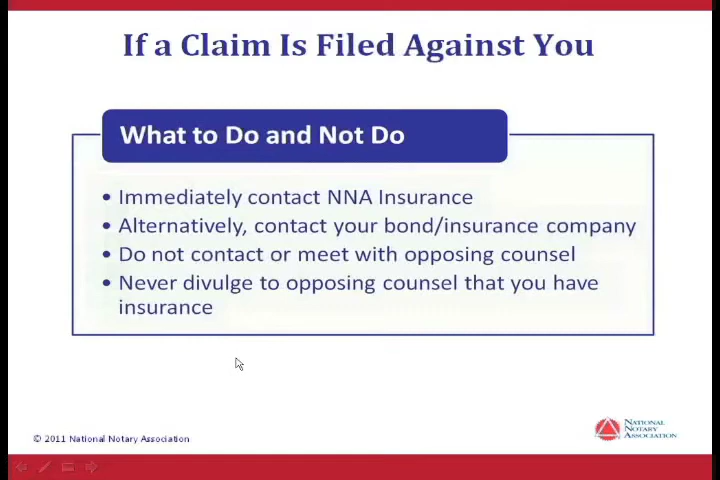 If a Claim Is Filed Against You
What to Do and Not Do
• Immediately contact NNA Insurance
• Alternatively, contact your bond/insurance company
• Do not contact or meet with opposing counsel
• Never divulge to opposing counsel that you have
insurance
© 2011 National Notary Association
NATIONAL
NOTARY
ASSOCIATION